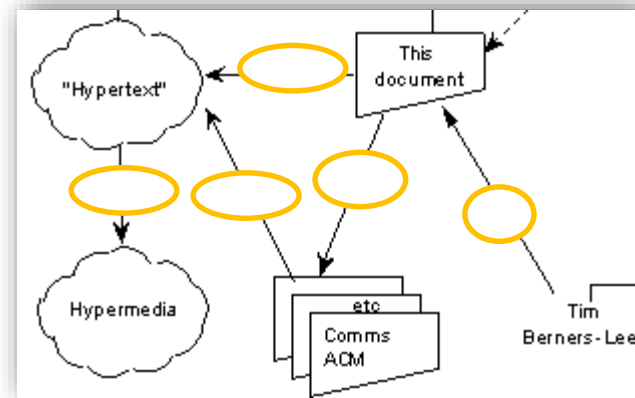 This
document
"Hypertext"
Hypermedia
etc
Comms
ACM
Tim
Berners-Lee